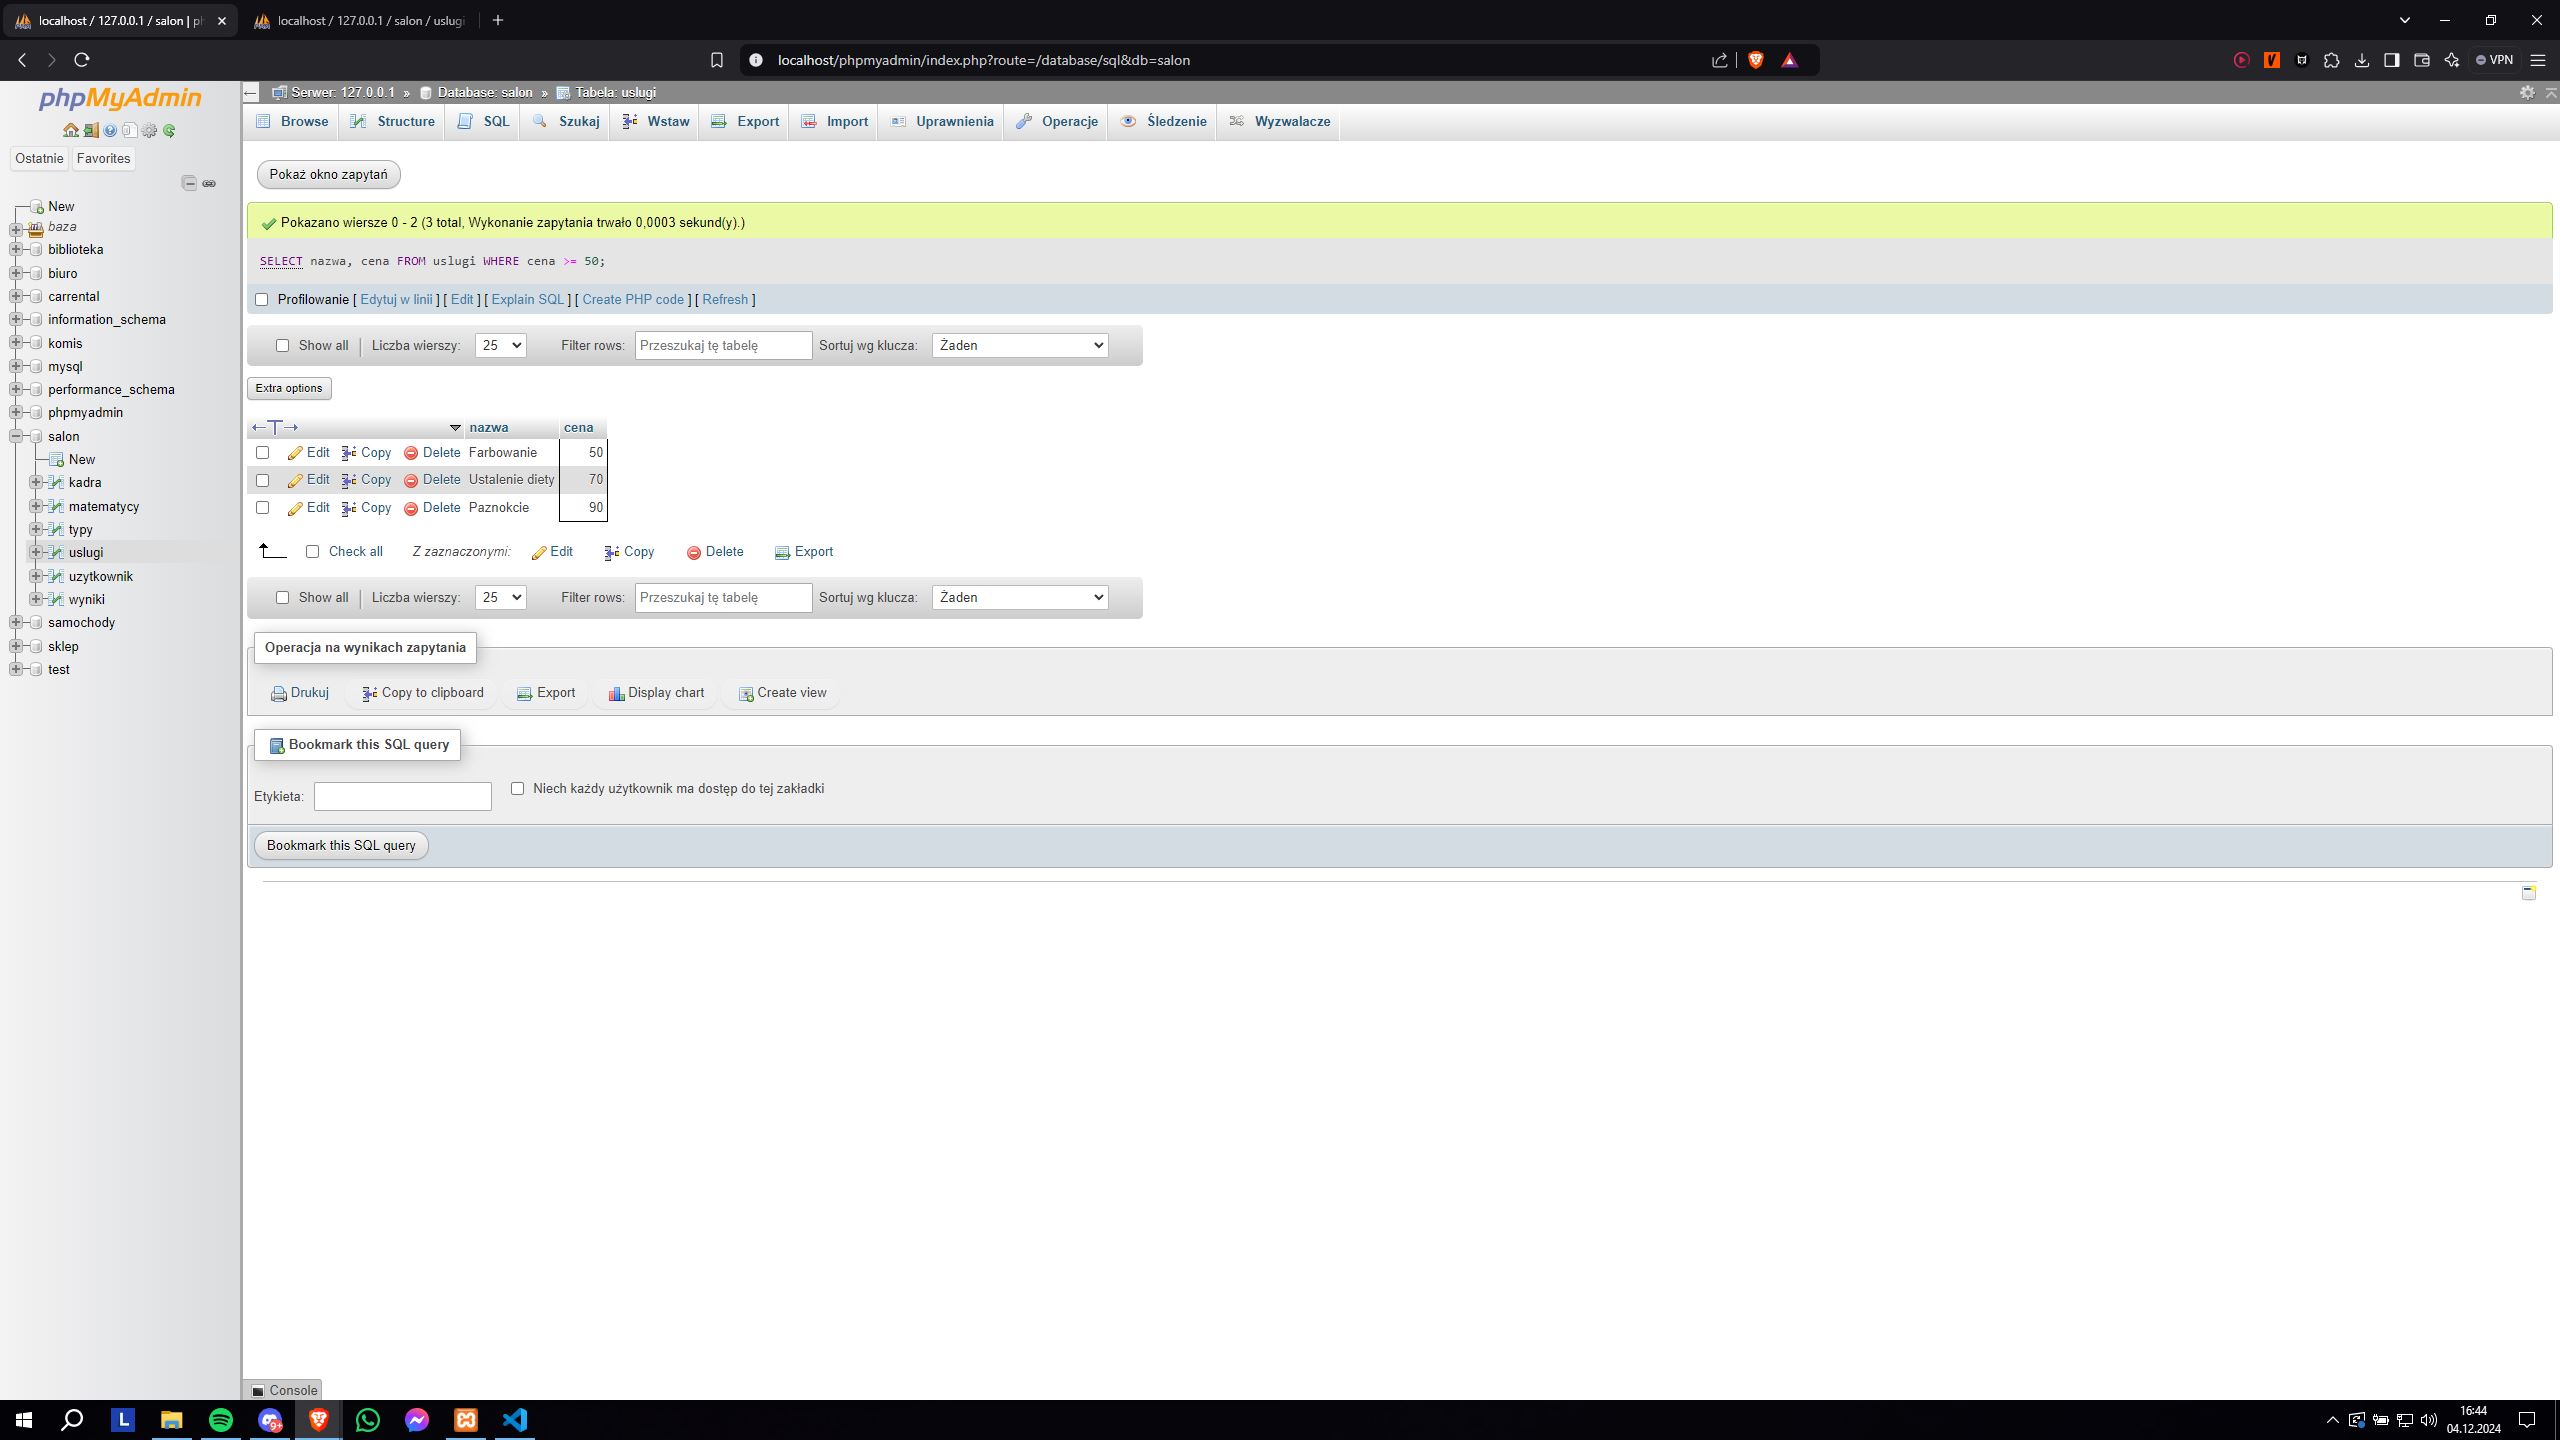 localhost / 127.0.0.1 / salon | ph
localhost / 127.0.0.1 / salon / uslugi
localhost/phpmyadmin/index.php?route=/database/sql&db=salon
VPN
phpMyAdmin
Ostatnie Favorites
New
baza
biblioteka
biuro
carrental
information_schema
komis
mysql
performance_schema
phpmyadmin
salon
New
kadra
matematycy
typy
uslugi
uzytkownik
wyniki
samochody
sklep
test
Serwer: 127.0.0.1 » Database: salon » Tabela: uslugi
Browse Structure SQL Szukaj Wstaw Export Import Uprawnienia Operacje Śledzenie Wyzwalacze
Pokaż okno zapytań
Pokazano wiersze 0 - 2 (3 total, Wykonanie zapytania trwało 0,0003 sekund(y).)
SELECT nazwa, cena FROM uslugi WHERE cena >= 50;
Profilowanie [ Edytuj w linii ] [ Edit ] [ Explain SQL ] [ Create PHP code ] [ Refresh ]
Show all Liczba wierszy: 25 Filter rows: Przeszukaj tę tabelę Sortuj wg klucza: Żaden
Extra options
←T→ nazwa cena
Edit Copy Delete Farbowanie 50
Edit Copy Delete Ustalenie diety 70
Edit Copy Delete Paznokcie 90
Check all Z zaznaczonymi: Edit Copy Delete Export
Show all Liczba wierszy: 25 Filter rows: Przeszukaj tę tabelę Sortuj wg klucza: Żaden
Operacja na wynikach zapytania
Drukuj Copy to clipboard Export Display chart Create view
Bookmark this SQL query
Etykieta: Niech każdy użytkownik ma dostęp do tej zakładki
Bookmark this SQL query
Console
L
9+
16:44
04.12.2024